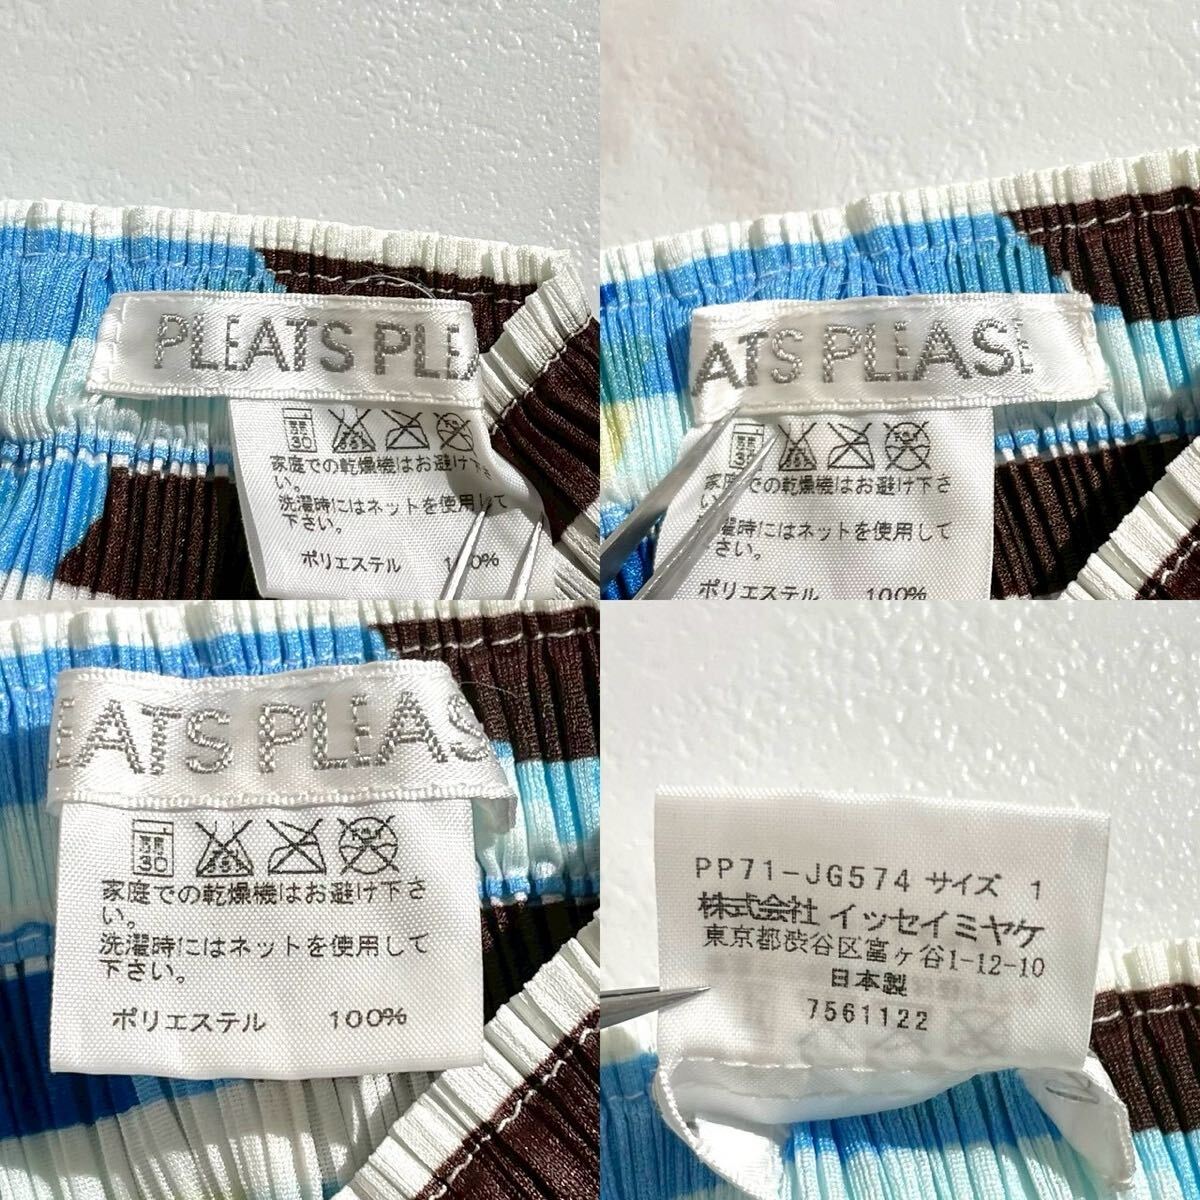 PLEATS PLEA
30
家庭での乾燥機はお避け下さ
い。
洗濯時にはネットを使用して
下さい。
ポリエステル 100%
ATS PLEASE
家庭での乾燥機はお避け下さ
い。
洗濯時にはネットを使用して
下さい。
ポリエステル 100%
EATS PLEAS
30
家庭での乾燥機はお避け下さ
い。
洗濯時にはネットを使用して
下さい。
ポリエステル 100%
PP71-JG574 サイズ 1
株式会社 イッセイミヤケ
東京都渋谷区富ヶ谷1-12-10
日本製
7561122